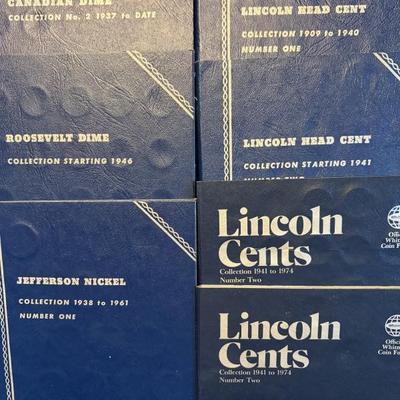 CANADIAN DIME
COLLECTION No. 2 1937 to DATE
LINCOLN HEAD CENT
COLLECTION 1909 to 1940
NUMBER ONE
ROOSEVELT DIME
COLLECTION STARTING 1946
LINCOLN HEAD CENT
COLLECTION STARTING 1941
NUMBER TWO
JEFFERSON NICKEL
COLLECTION 1938 to 1961
NUMBER ONE
Lincoln
Cents
Collection 1941 to 1974
Number Two
Lincoln
Cents
Collection 1941 to 1974
Number Two